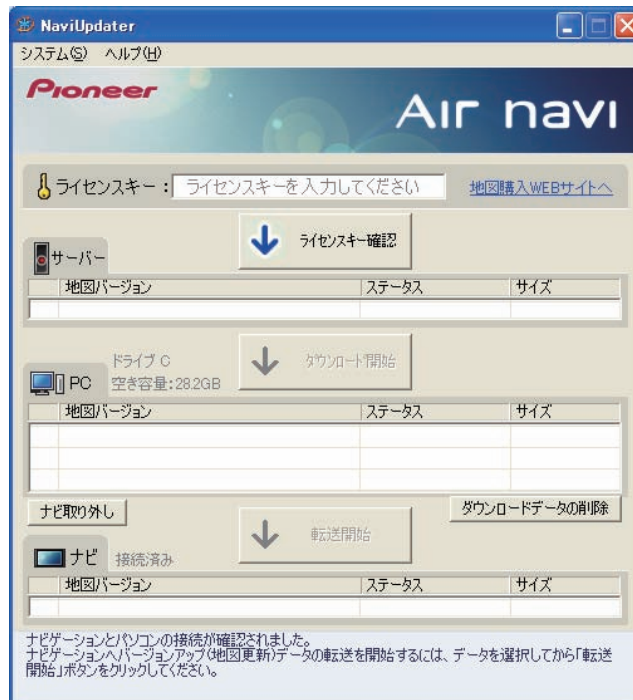 NaviUpdater
システム(S) ヘルプ(H)
Pioneer
AIr navI
ライセンスキー: ライセンスキーを入力してください 地図購入WEBサイトへ
ライセンスキー確認
サーバー
地図バージョン ステータス サイズ
ドライブ C
ダウンロード開始
PC 空き容量:28.2GB
地図バージョン ステータス サイズ
ナビ取り外し ダウンロードデータの削除
転送開始
ナビ 接続済み
地図バージョン ステータス サイズ
ナビゲーションとパソコンの接続が確認されました。
ナビゲーションへバージョンアップ(地図更新)データの転送を開始するには、データを選択してから「転送
開始」ボタンをクリックしてください。